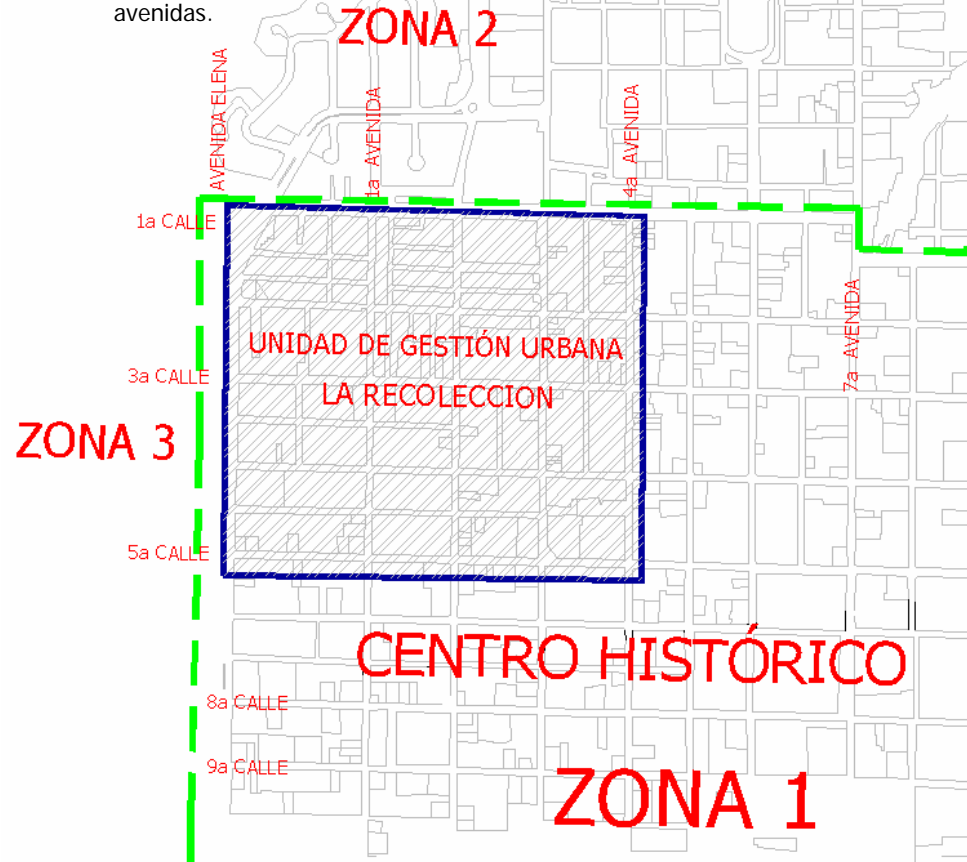 avenidas.
ZONA 2
AVENIDA ELENA
1a AVENIDA
4a AVENIDA
1a CALLE
7a AVENIDA
UNIDAD DE GESTIÓN URBANA
LA RECOLECCION
3a CALLE
ZONA 3
5a CALLE
CENTRO HISTÓRICO
8a CALLE
9a CALLE
ZONA 1